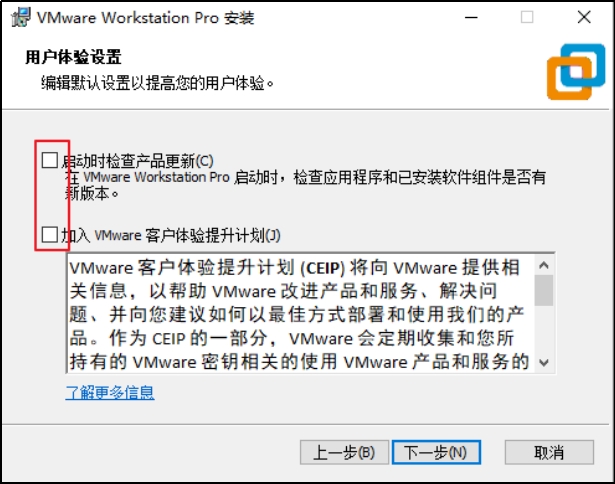 VMware Workstation Pro 安装
用户体验设置
编辑默认设置以提高您的用户体验。
启动时检查产品更新(C)
在 VMware Workstation Pro 启动时，检查应用程序和已安装软件组件是否有
新版本。
加入 VMware 客户体验提升计划(J)
VMware 客户体验提升计划 (CEIP) 将向 VMware 提供相
关信息，以帮助 VMware 改进产品和服务、解决问
题、并向您建议如何以最佳方式部署和使用我们的产
品。作为 CEIP 的一部分，VMware 会定期收集和您所
持有的 VMware 密钥相关的使用 VMware 产品和服务的
了解更多信息
上一步(B) 下一步(N) 取消